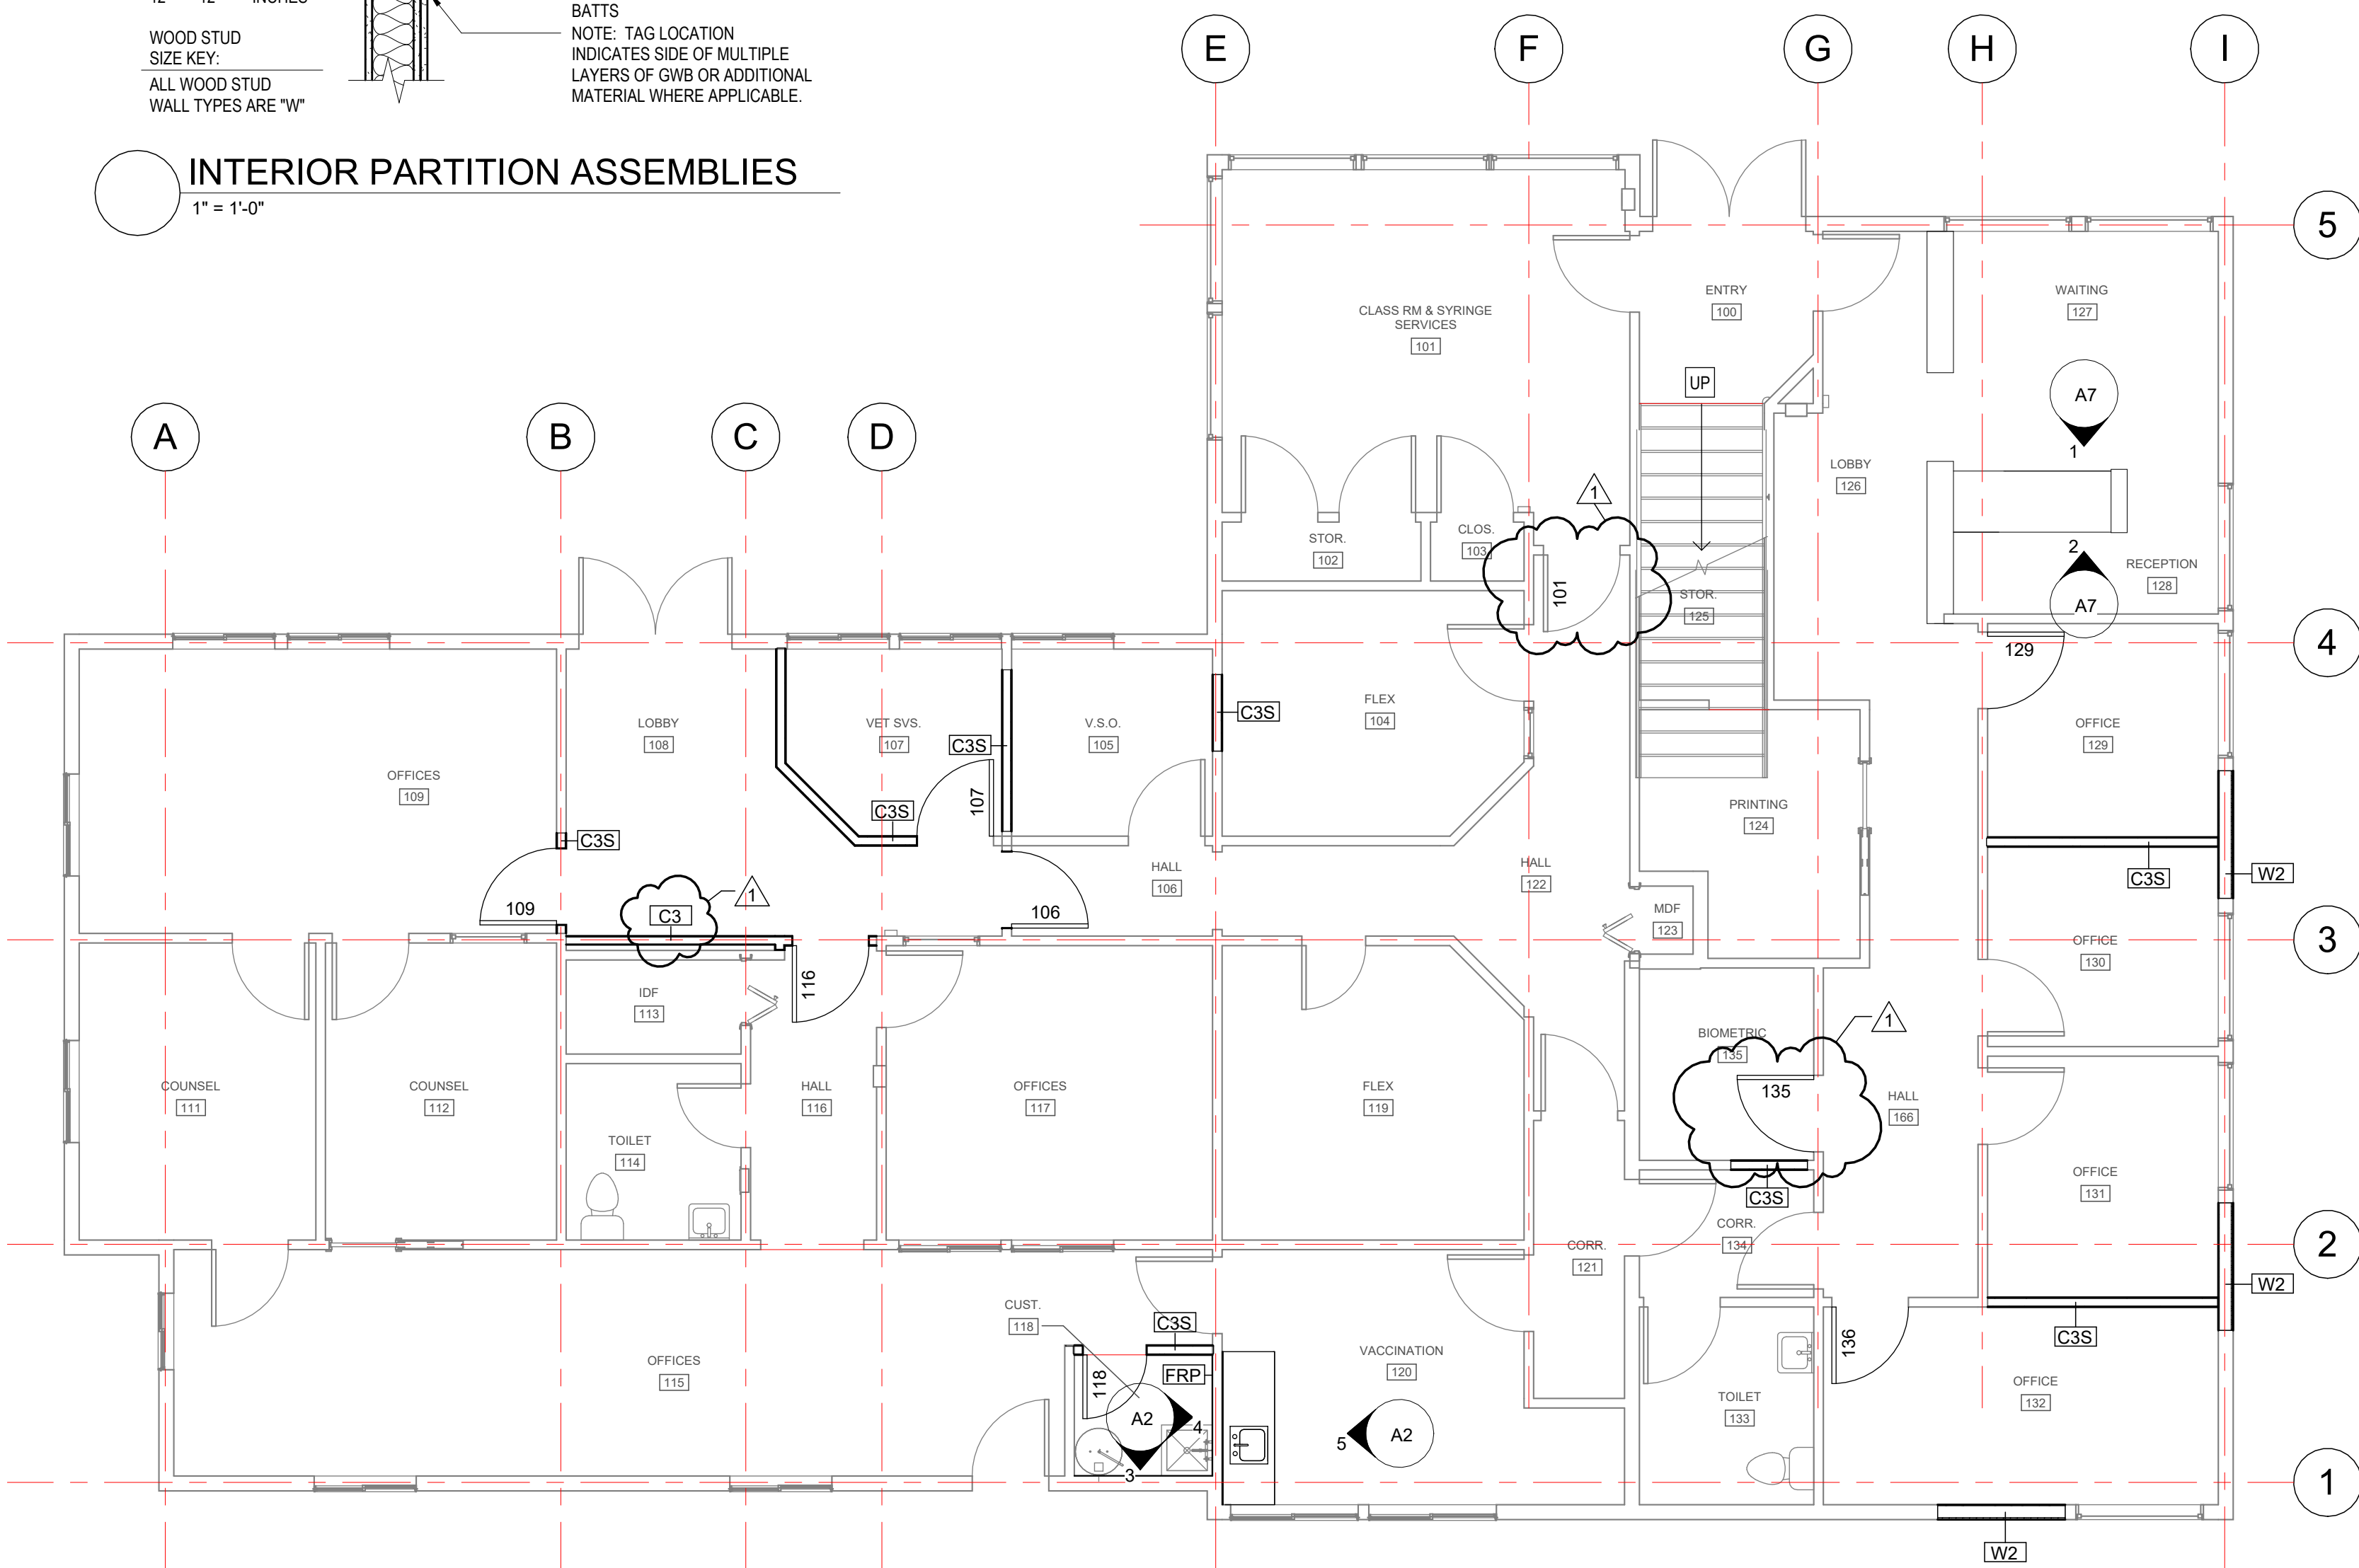 12 12 INCHES
WOOD STUD
SIZE KEY:
ALL WOOD STUD
WALL TYPES ARE "W"
BATTS
NOTE: TAG LOCATION
INDICATES SIDE OF MULTIPLE
LAYERS OF GWB OR ADDITIONAL
MATERIAL WHERE APPLICABLE.
INTERIOR PARTITION ASSEMBLIES
1" = 1'-0"
E F G H I
5
ENTRY
100
WAITING
127
CLASS RM & SYRINGE
SERVICES
101
UP
A7
1
A B C D
LOBBY
126
1
STOR.
102
CLOS.
103
2
RECEPTION
128
A7
101
STOR.
125
4
129
LOBBY
108
VET SVS.
107
V.S.O.
105
C3S
C3S
FLEX
104
OFFICE
129
OFFICES
109
C3S
107
C3S
PRINTING
124
HALL
106
HALL
122
C3S
W2
109
C3
1
106
MDF
123
OFFICE
130
3
116
IDF
113
1
BIOMETRIC
135
135
COUNSEL
111
COUNSEL
112
HALL
116
OFFICES
117
FLEX
119
HALL
166
TOILET
114
OFFICE
131
C3S
CORR.
134
CORR.
121
2
W2
CUST.
118
C3S
C3S
136
OFFICES
115
VACCINATION
120
FRP
118
OFFICE
132
TOILET
133
A2
4
3
5
A2
1
W2